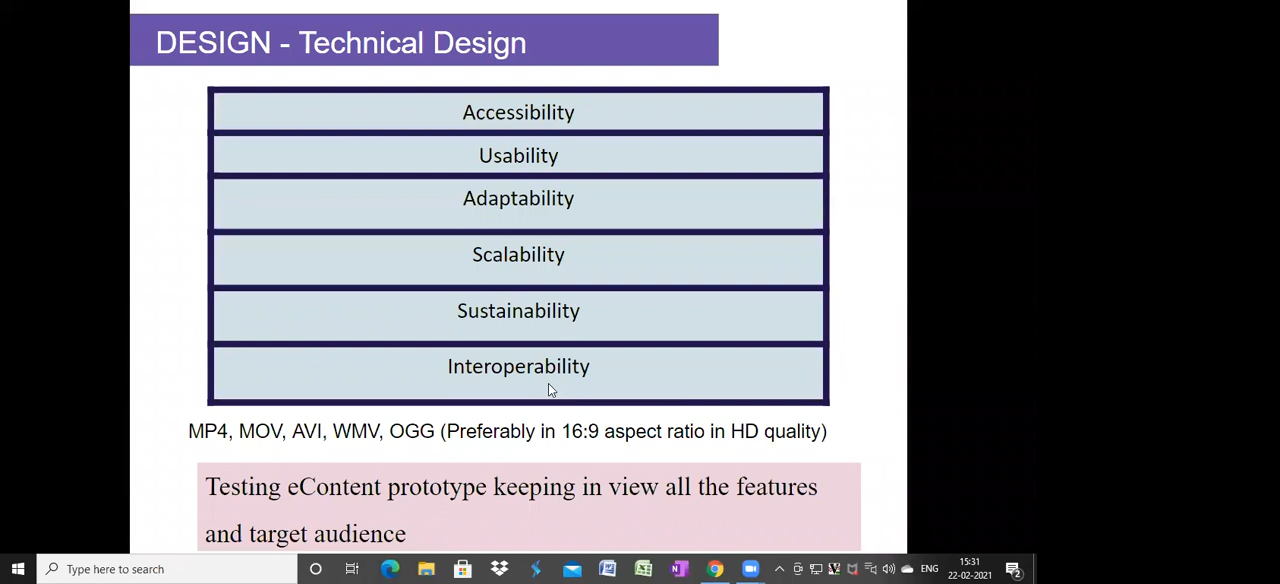 DESIGN - Technical Design
Accessibility
Usability
Adaptability
Scalability
Sustainability
Interoperability
MP4, MOV, AVI, WMV, OGG (Preferably in 16:9 aspect ratio in HD quality)
Testing eContent prototype keeping in view all the features
and target audience
Type here to search
ENG
15:31
22-02-2021
2